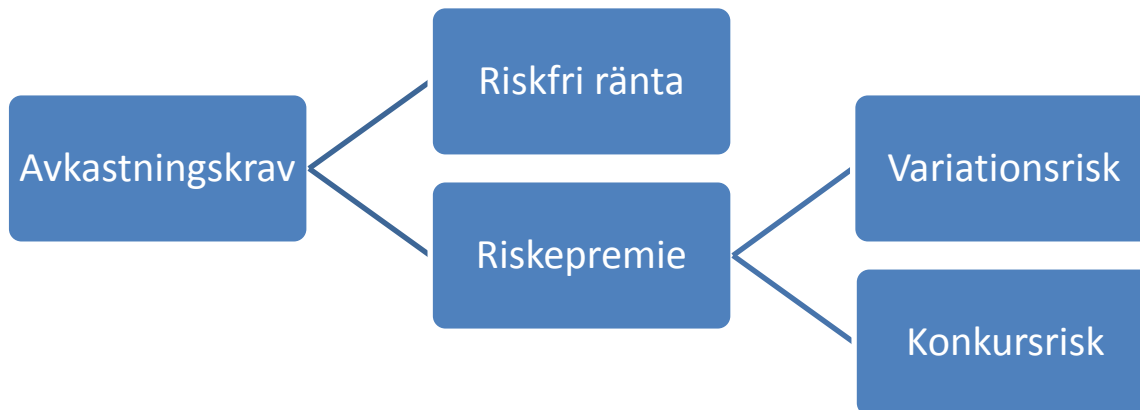 Avkastningskrav
Riskfri ränta
Riskepremie
Variationsrisk
Konkursrisk